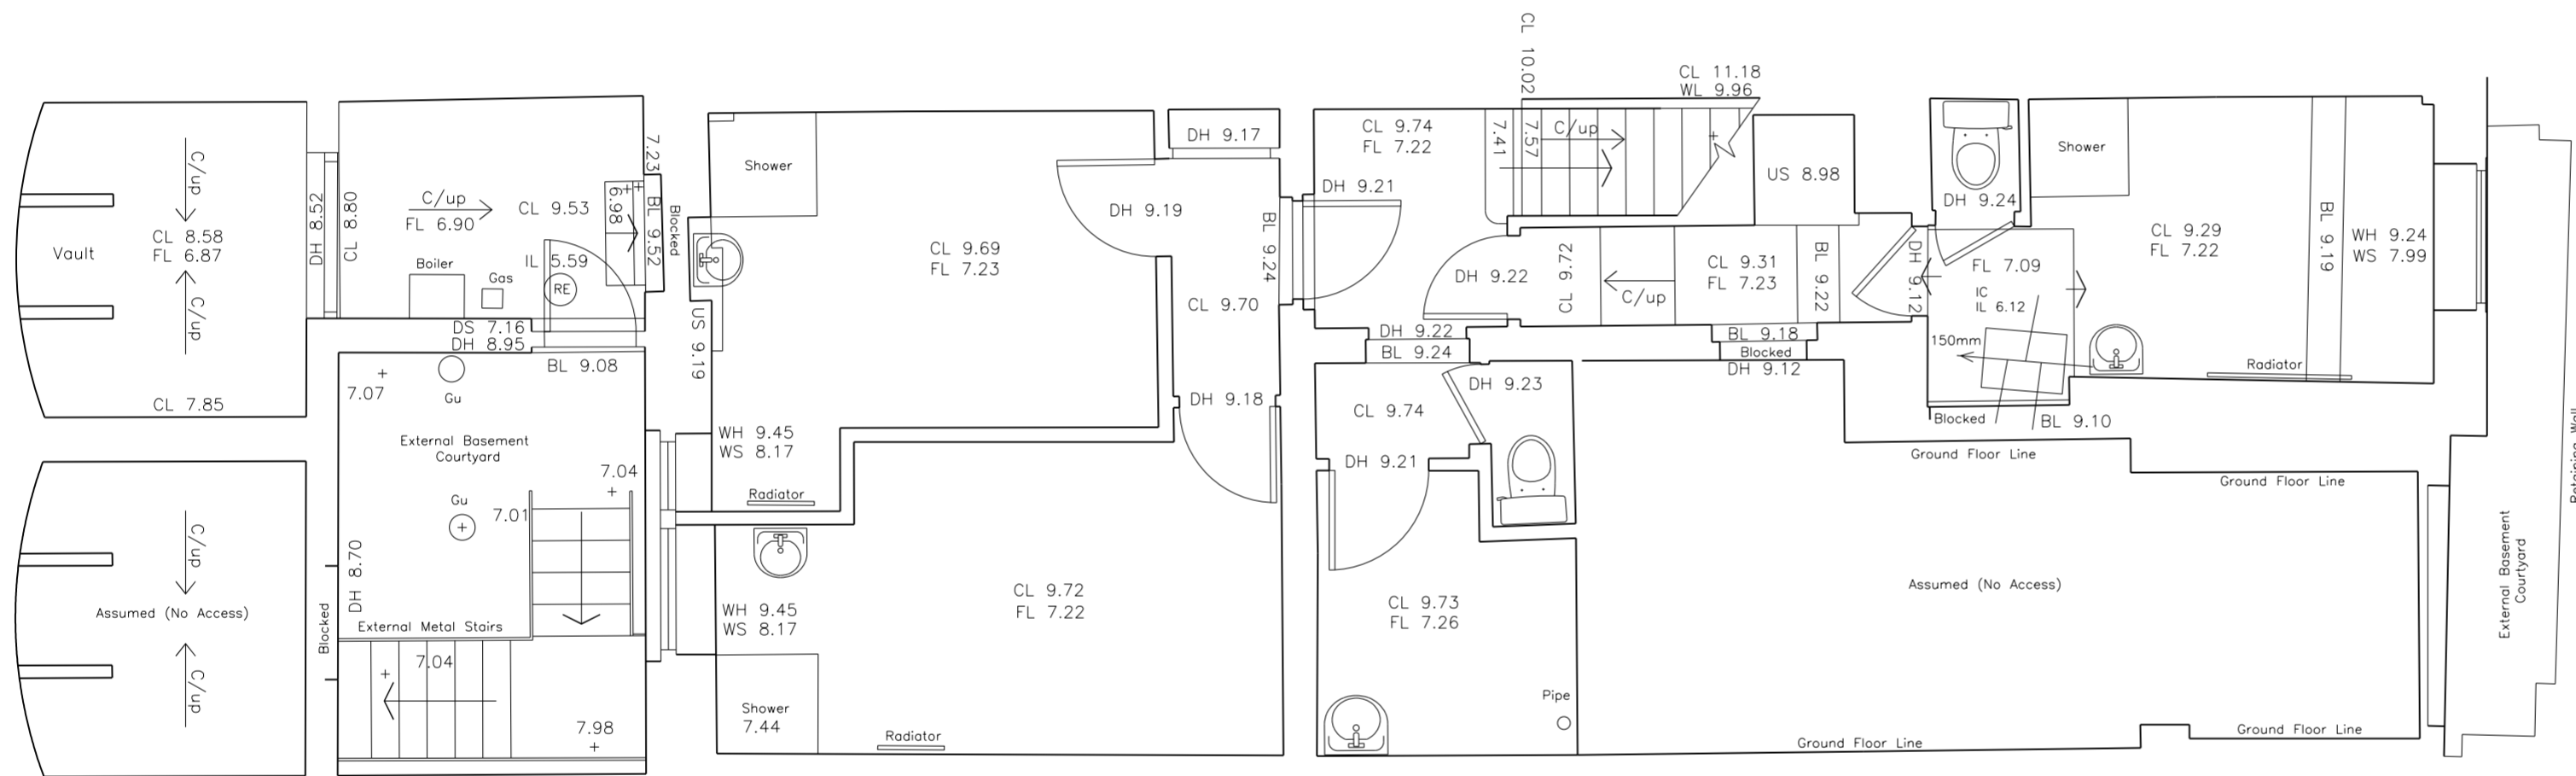 Vault
C/up
CL 8.58
FL 6.87
C/up
CL 7.85
C/up
Assumed (No Access)
C/up
DH 8.52
CL 8.80
C/up
FL 6.90
CL 9.53
Boiler
Gas
IL 5.59
RE
6.98
7.23
BL 9.52
Blocked
DS 7.16
DH 8.95
BL 9.08
7.07
Gu
External Basement
Courtyard
7.04
Gu
7.01
DH 8.70
Blocked
External Metal Stairs
7.04
7.98
Shower
US 9.19
CL 9.69
FL 7.23
WH 9.45
WS 8.17
Radiator
WH 9.45
WS 8.17
Shower
7.44
Radiator
CL 9.72
FL 7.22
DH 9.17
DH 9.19
BL 9.24
CL 9.70
DH 9.18
CL 9.74
FL 7.22
DH 9.21
7.41
7.57
CL 10.02
C/up
CL 11.18
WL 9.96
US 8.98
DH 9.22
CL 9.72
C/up
CL 9.31
FL 7.23
BL 9.22
DH 9.12
DH 9.22
BL 9.24
BL 9.18
Blocked
DH 9.12
DH 9.23
CL 9.74
DH 9.21
CL 9.73
FL 7.26
Pipe
DH 9.24
Shower
FL 7.09
IC
IL 6.12
150mm
Blocked
BL 9.10
CL 9.29
FL 7.22
BL 9.19
WH 9.24
WS 7.99
Radiator
Ground Floor Line
Ground Floor Line
Assumed (No Access)
Ground Floor Line
Ground Floor Line
External Basement
Courtyard
Retaining Wall